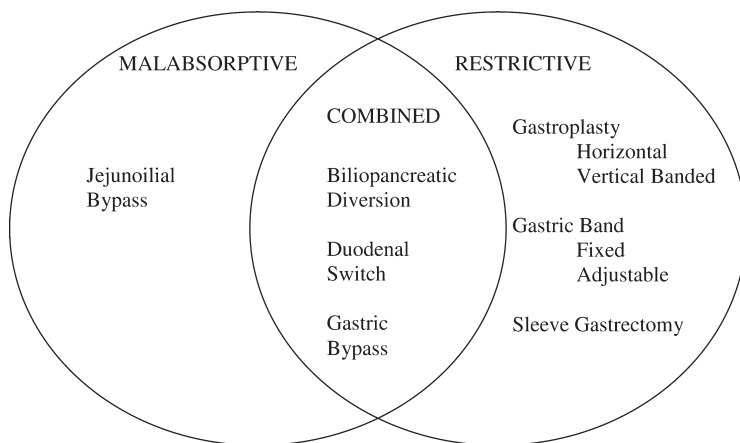 MALABSORPTIVE
RESTRICTIVE
COMBINED
Jejunoilial
Bypass
Biliopancreatic
Diversion
Duodenal
Switch
Gastric
Bypass
Gastroplasty
Horizontal
Vertical Banded
Gastric Band
Fixed
Adjustable
Sleeve Gastrectomy